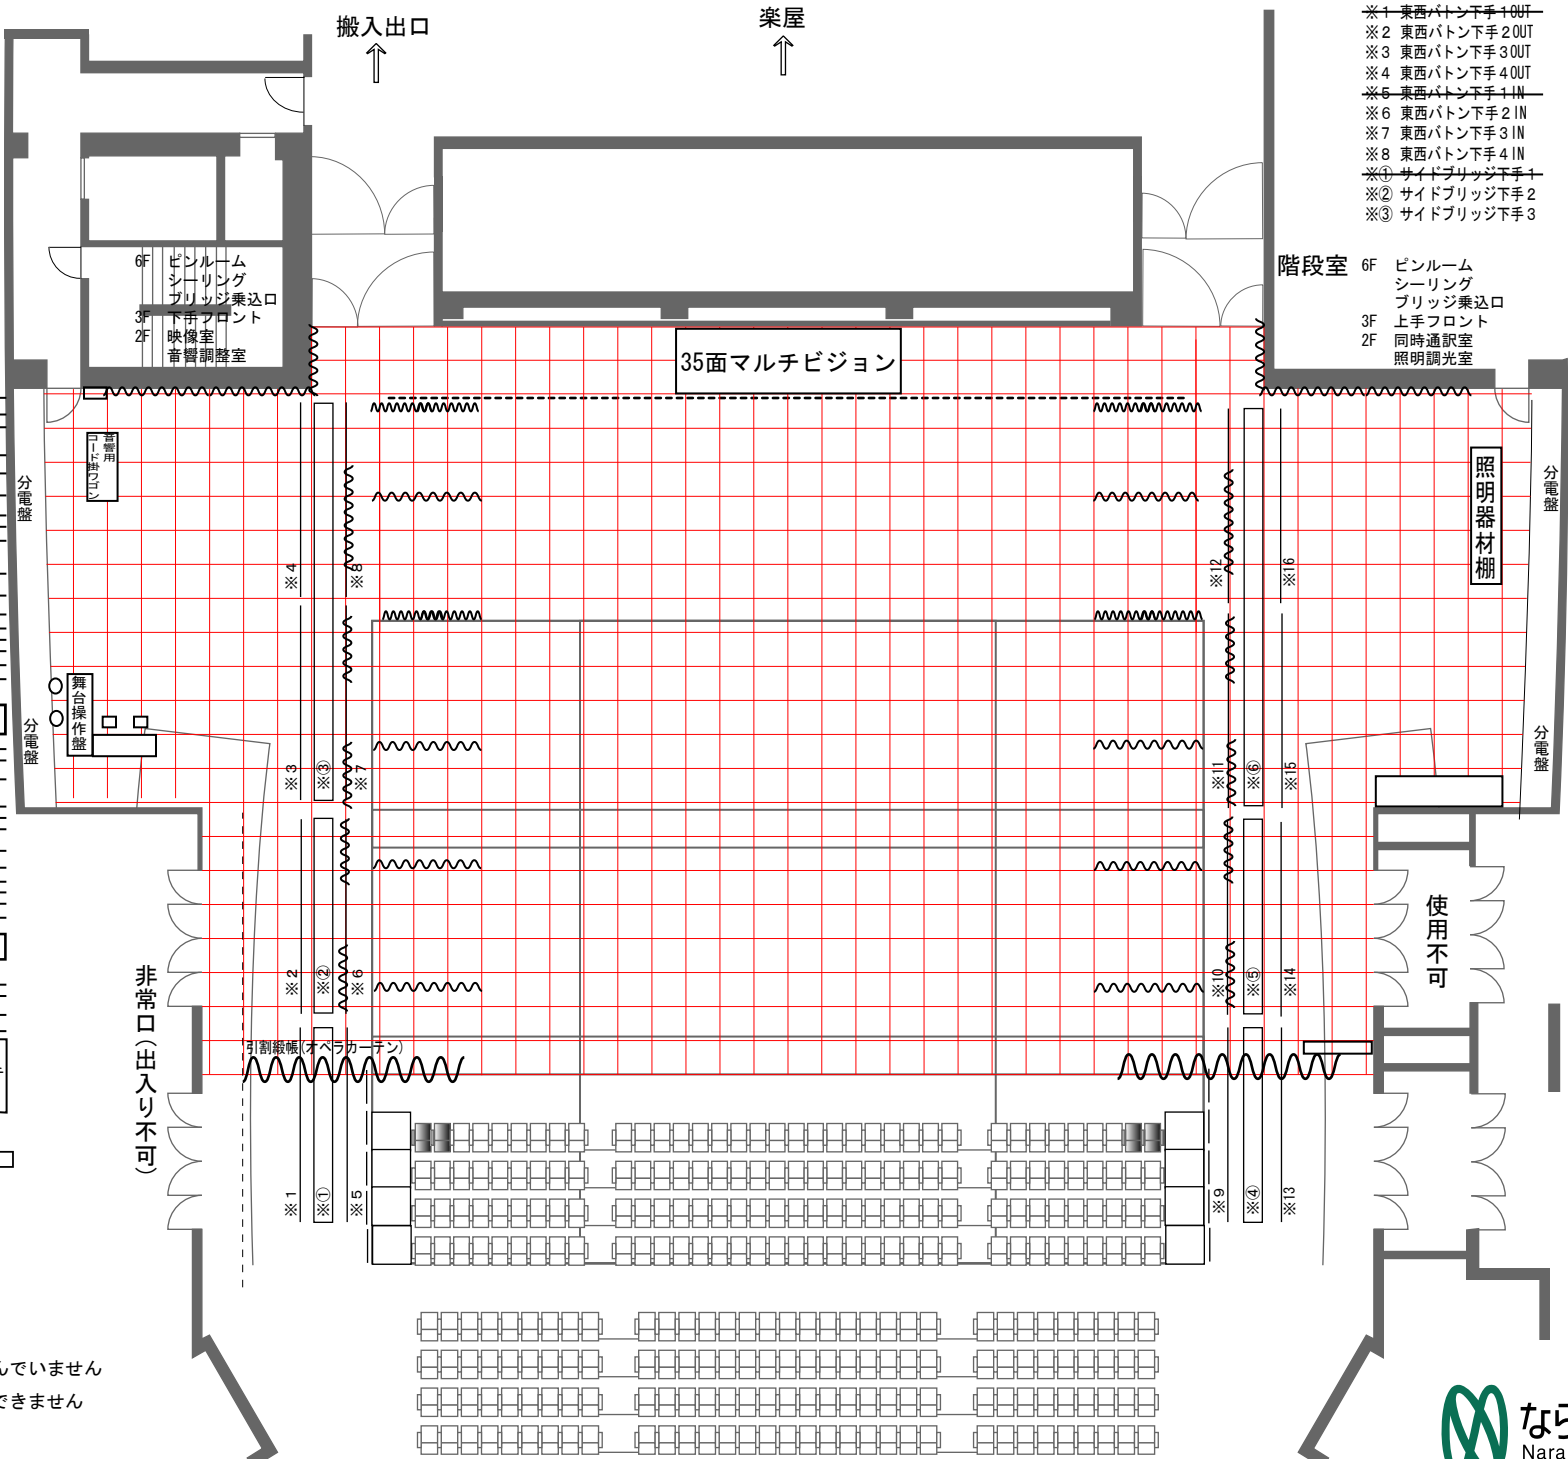 搬入出口
楽屋
※1 東西バトン下手1OUT
※2 東西バトン下手2OUT
※3 東西バトン下手3OUT
※4 東西バトン下手4OUT
※5 東西バトン下手1IN
※6 東西バトン下手2IN
※7 東西バトン下手3IN
※8 東西バトン下手4IN
※① サイドブリッジ下手1
※② サイドブリッジ下手2
※③ サイドブリッジ下手3
6F ピンルーム
シーリング
ブリッジ乗込口
3F 下手フロント
2F 映像室
音響調整室
階段室
6F ピンルーム
シーリング
ブリッジ乗込口
3F 上手フロント
2F 同時通訳室
照明調光室
35面マルチビジョン
音響用
コード掛ワゴン
分電盤
照明器材棚
分電盤
※4
※8
※12
※16
舞台操作盤
分電盤
分電盤
※3
※③
※7
※11
※⑥
※15
使用不可
非常口(出入り不可)
※2
※②
※6
※10
※⑤
※14
引割緞帳(オペラカーテン)
※1
※①
※5
※9
※④
※13
んでいません
できません
なら
Nara